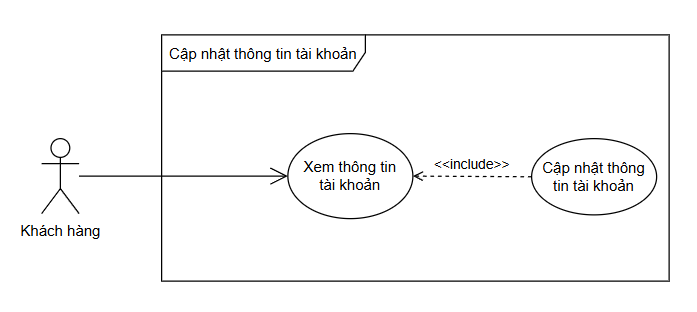 Cập nhật thông tin tài khoản
Xem thông tin
tài khoản
<<include>>
Cập nhật thông
tin tài khoản
Khách hàng